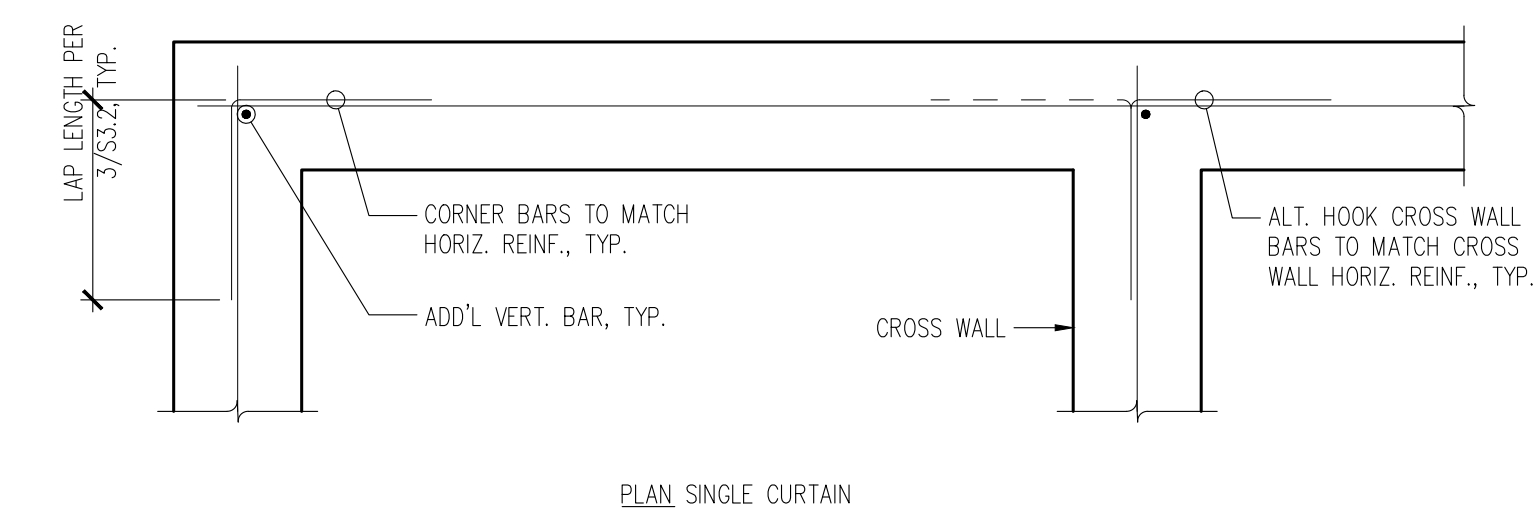 LAP LENGTH PER
3/S3.2, TYP.
CORNER BARS TO MATCH
HORIZ. REINF., TYP.
ADD'L VERT. BAR, TYP.
CROSS WALL
ALT. HOOK CROSS WALL
BARS TO MATCH CROSS
WALL HORIZ. REINF., TYP.
PLAN SINGLE CURTAIN